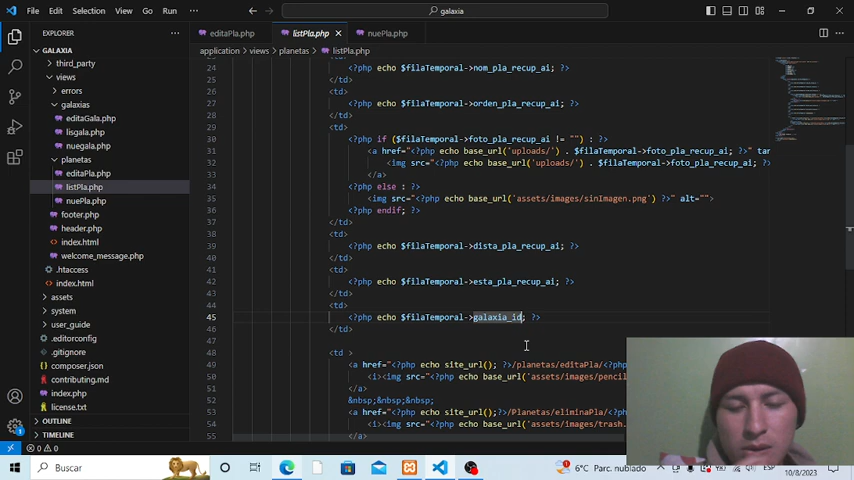 File Edit Selection View Go Run ··· galaxia
EXPLORER ···
editaPla.php listPla.php nuePla.php
application > views > planetas > listPla.php
GALAXIA
third_party
views
errors
galaxias
editaGala.php
lisgala.php
nuegala.php
planetas
editaPla.php
listPla.php
nuePla.php
footer.php
header.php
index.html
welcome_message.php
.htaccess
index.html
assets
system
user_guide
.editorconfig
.gitignore
composer.json
contributing.md
index.php
license.txt
OUTLINE
TIMELINE
24 <?php echo $filaTemporal->nom_pla_recup_ai; ?>
25 </td>
26 <td>
27 <?php echo $filaTemporal->orden_pla_recup_ai; ?>
28 </td>
29 <td>
30 <?php if ($filaTemporal->foto_pla_recup_ai != "") : ?>
31 <a href="<?php echo base_url('uploads/') . $filaTemporal->foto_pla_recup_ai; ?>" tar
32 <img src="<?php echo base_url('uploads/') . $filaTemporal->foto_pla_recup_ai; ?>
33 </a>
34 <?php else : ?>
35 <img src="<?php echo base_url('assets/images/sinImagen.png') ?>" alt="">
36 <?php endif; ?>
37 </td>
38 <td>
39 <?php echo $filaTemporal->dista_pla_recup_ai; ?>
40 </td>
41 <td>
42 <?php echo $filaTemporal->esta_pla_recup_ai; ?>
43 </td>
44 <td>
45 <?php echo $filaTemporal->galaxia_id; ?>
46 </td>
47
48 <td >
49 <a href="<?php echo site_url(); ?>/planetas/editaPla/<?
50 <i><img src="<?php echo base_url('assets/images/pencil
51 </a>
52 &nbsp;&nbsp;&nbsp;
53 <a href="<?php echo site_url();?>/Planetas/eliminaPla/<?
54 <i><img src="<?php echo base_url('assets/images/trash.
55 </a>
0 0
Buscar 6°C Parc. nublado ESP 10/8/2023